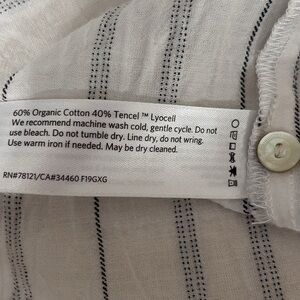 60% Organic Cotton 40% Tencel ™ Lyocell
We recommend machine wash cold, gentle cycle. Do not
use bleach. Do not tumble dry. Line dry, do not wring.
Use warm iron if needed. May be dry cleaned.
RN#78121/CA#34460 F19GXG